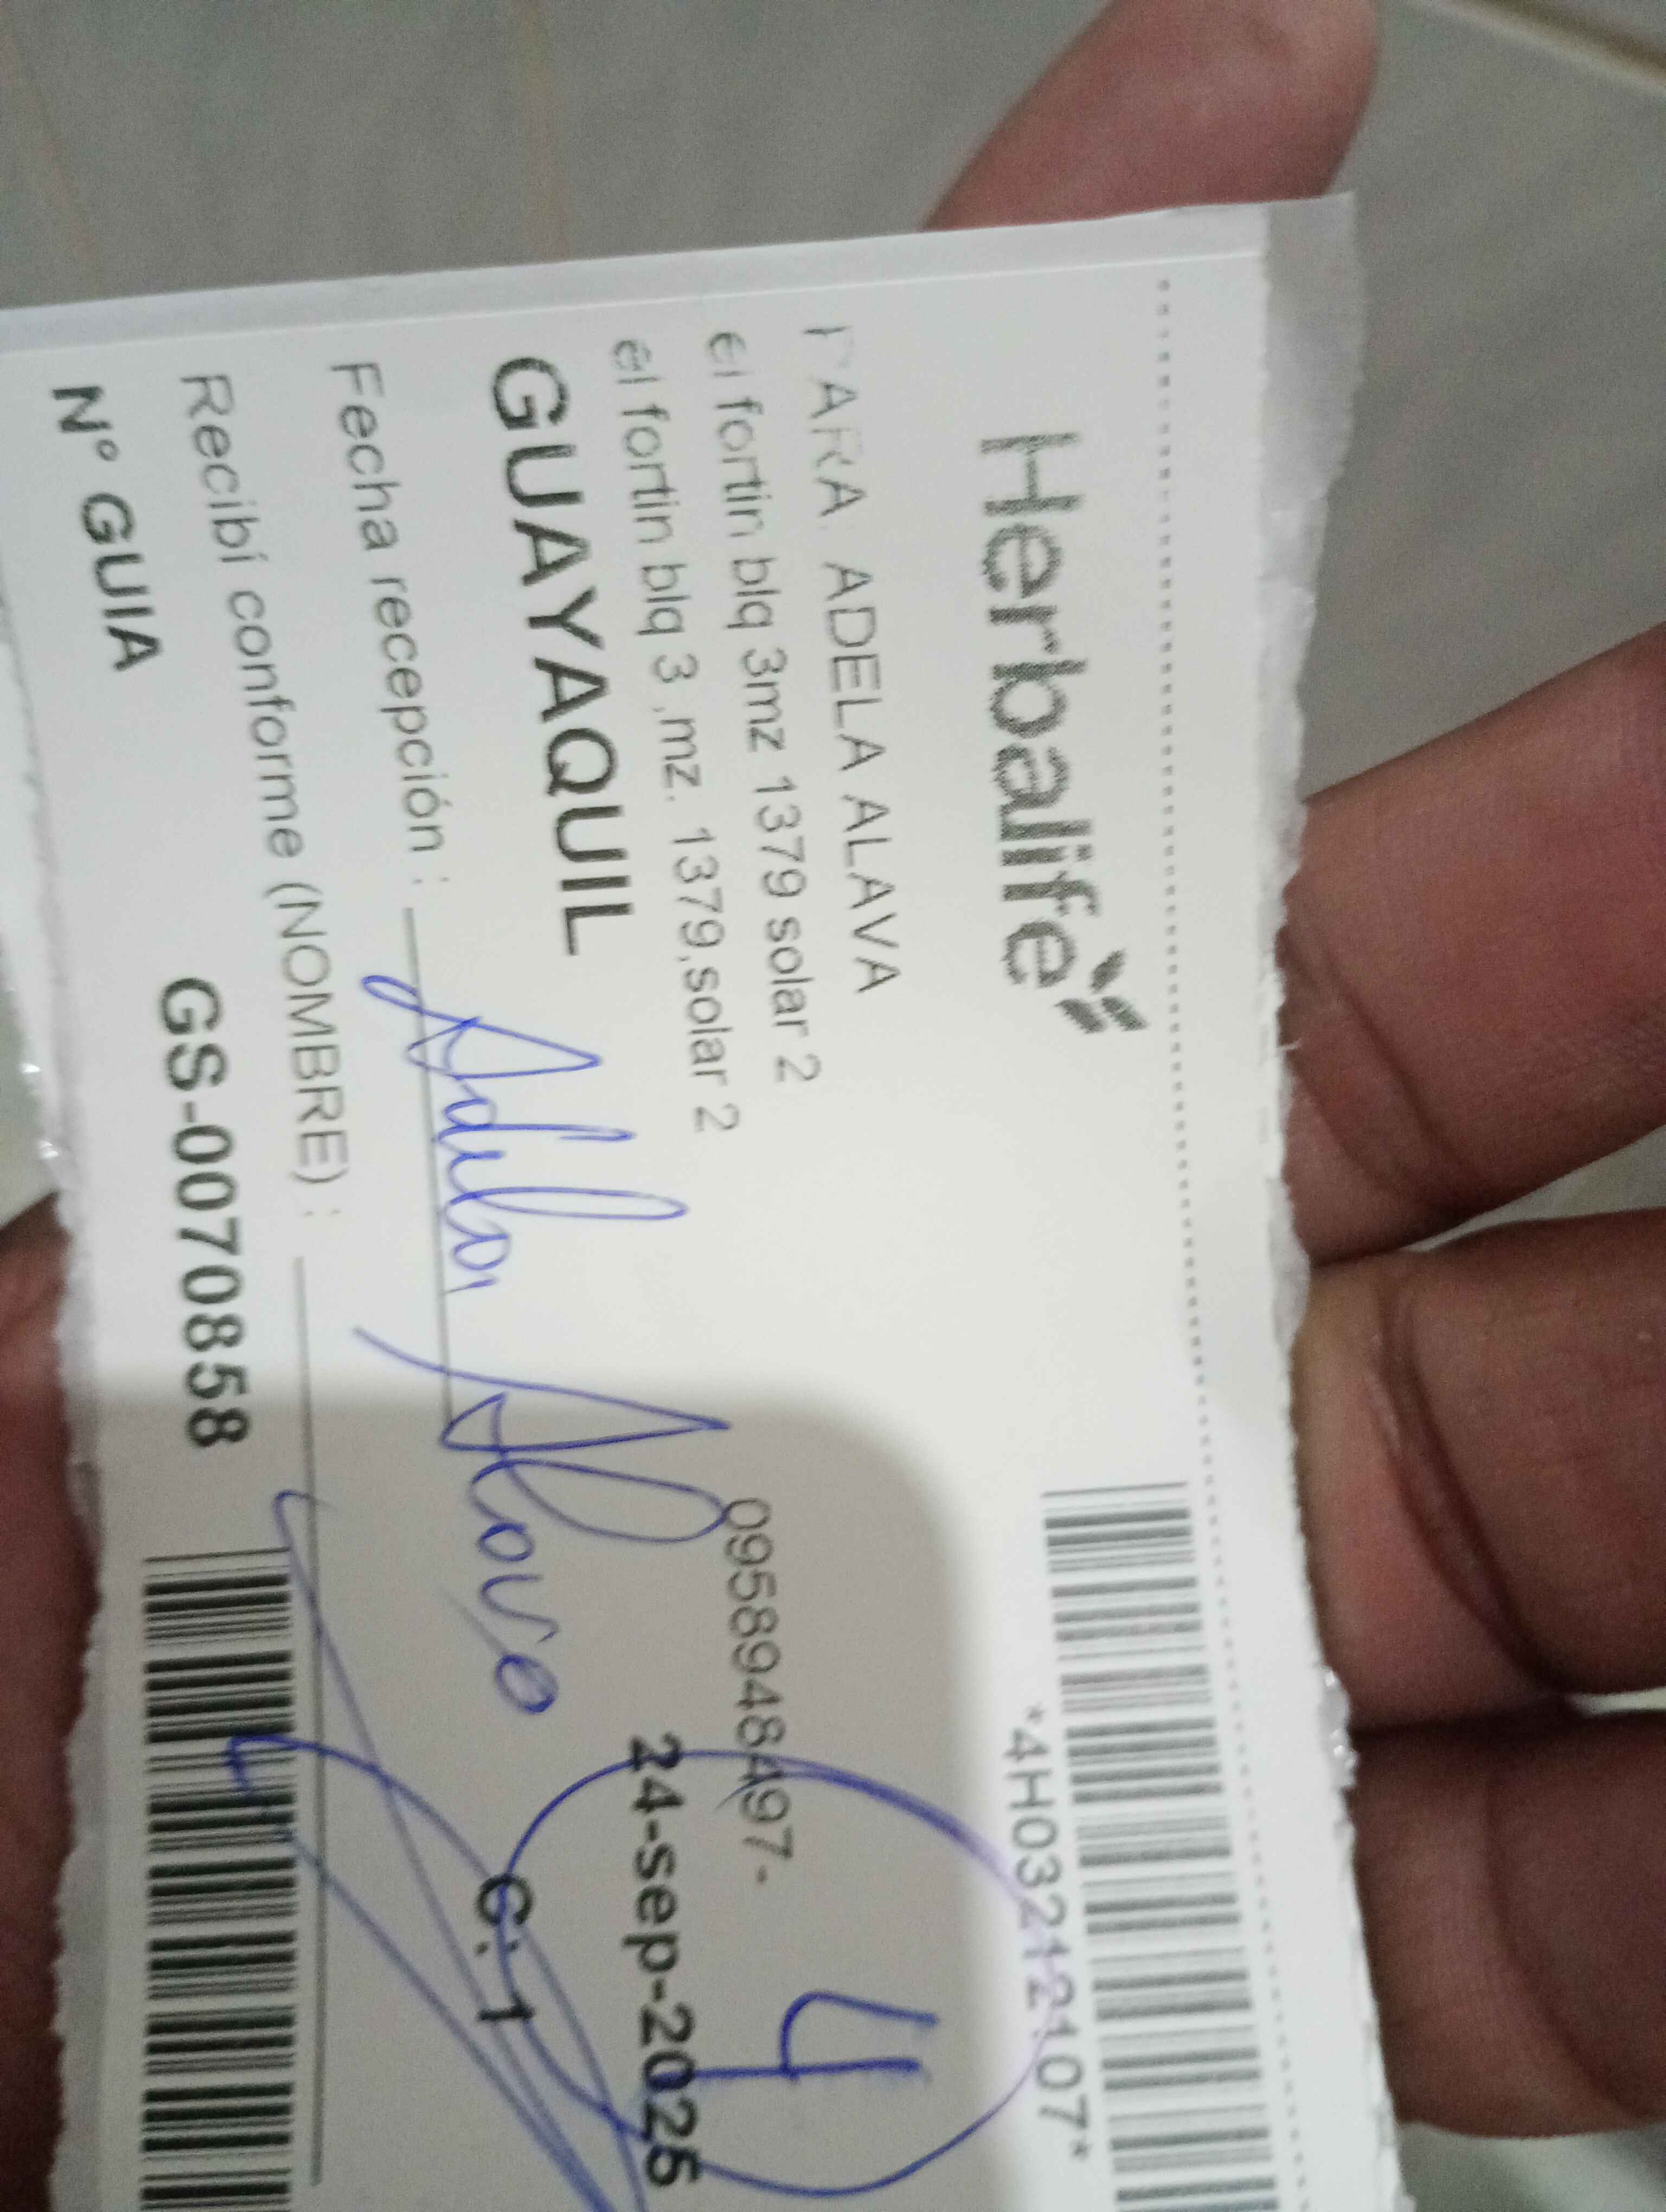 Herbalife
*4H03212107*
PARA. ADELA ALAVA
el fortin blq 3mz 1379 solar 2
0958948497-
4
el fortin blq 3 ,mz. 1379,solar 2
GUAYAQUIL
24-sep-2025
Fecha recepción :
Adela Alava
C: 1
Recibí conforme (NOMBRE) :
Nº GUIA
GS-0070858